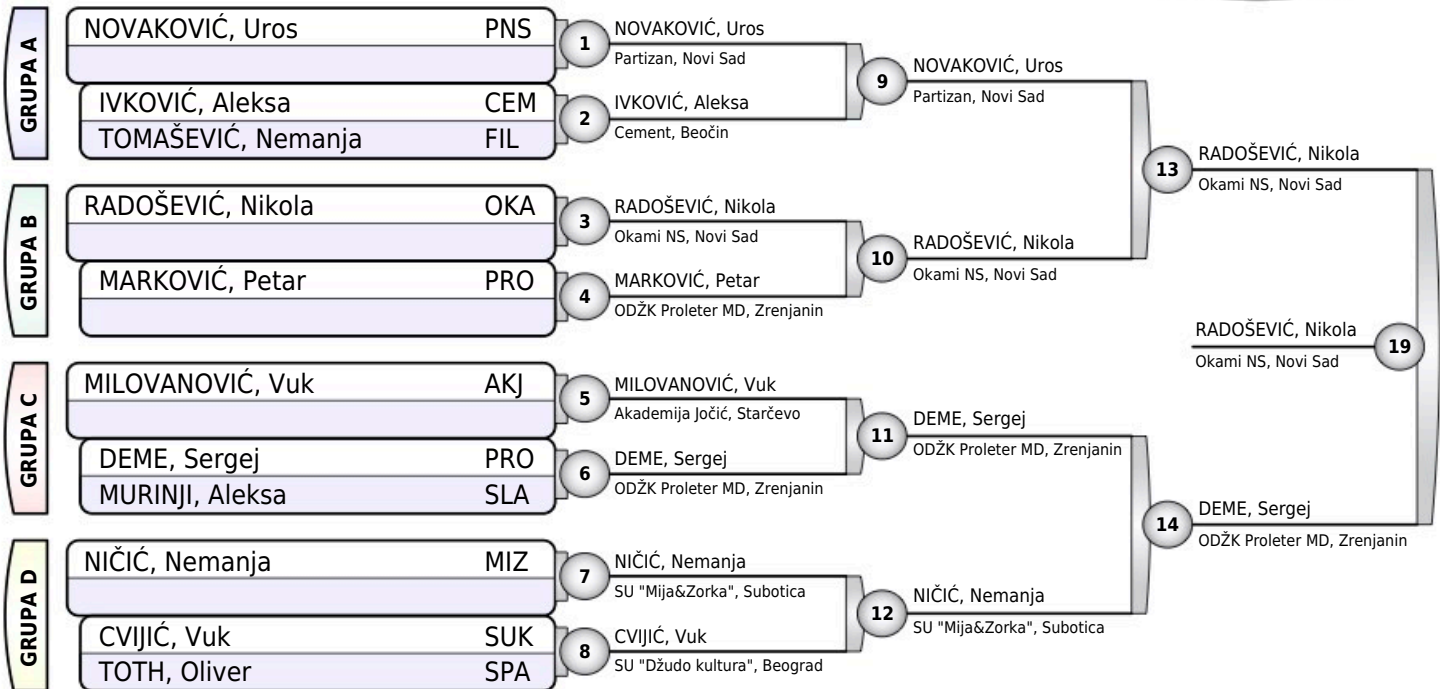 GRUPA A
NOVAKOVIĆ, Uros PNS
IVKOVIĆ, Aleksa CEM
TOMAŠEVIĆ, Nemanja FIL
GRUPA B
RADOŠEVIĆ, Nikola OKA
MARKOVIĆ, Petar PRO
GRUPA C
MILOVANOVIĆ, Vuk AKJ
DEME, Sergej PRO
MURINJI, Aleksa SLA
GRUPA D
NIČIĆ, Nemanja MIZ
CVIJIĆ, Vuk SUK
TOTH, Oliver SPA
1
NOVAKOVIĆ, Uros
Partizan, Novi Sad
2
IVKOVIĆ, Aleksa
Cement, Beočin
3
RADOŠEVIĆ, Nikola
Okami NS, Novi Sad
4
MARKOVIĆ, Petar
ODŽK Proleter MD, Zrenjanin
5
MILOVANOVIĆ, Vuk
Akademija Jočić, Starčevo
6
DEME, Sergej
ODŽK Proleter MD, Zrenjanin
7
NIČIĆ, Nemanja
SU "Mija&Zorka", Subotica
8
CVIJIĆ, Vuk
SU "Džudo kultura", Beograd
9
NOVAKOVIĆ, Uros
Partizan, Novi Sad
10
RADOŠEVIĆ, Nikola
Okami NS, Novi Sad
11
DEME, Sergej
ODŽK Proleter MD, Zrenjanin
12
NIČIĆ, Nemanja
SU "Mija&Zorka", Subotica
13
RADOŠEVIĆ, Nikola
Okami NS, Novi Sad
14
DEME, Sergej
ODŽK Proleter MD, Zrenjanin
RADOŠEVIĆ, Nikola
Okami NS, Novi Sad
19